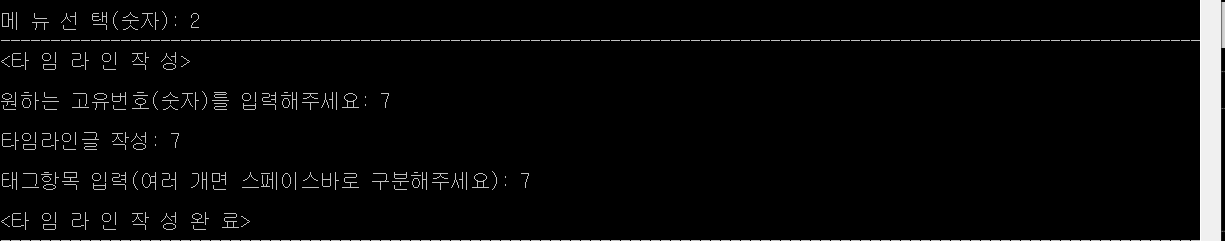 메 뉴 선 택(숫자): 2
--------------------------------------------------------------------------------------------------------------------------------------------------------
<타 임 라 인 작 성>
원하는 고유번호(숫자)를 입력해주세요: 7
타임라인글 작성: 7
태그항목 입력(여러 개면 스페이스바로 구분해주세요): 7
<타 임 라 인 작 성 완 료>
--------------------------------------------------------------------------------------------------------------------------------------------------------